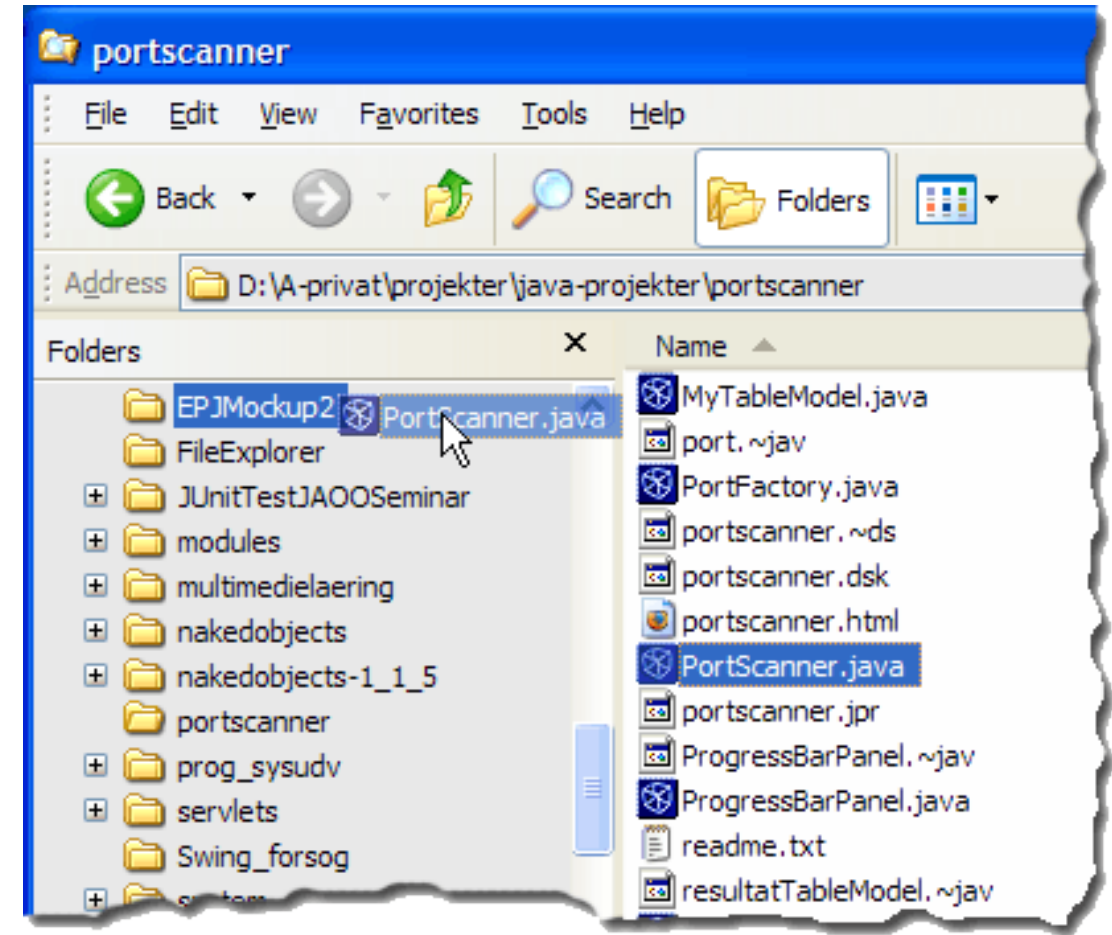 portscanner
File Edit View Favorites Tools Help
Back Search Folders
Address D:\A-privat\projekter\java-projekter\portscanner
Folders
EPJMockup2 PortScanner.java
FileExplorer
JUnitTestJAOOSeminar
modules
multimedielaering
nakedobjects
nakedobjects-1_1_5
portscanner
prog_sysudv
servlets
Swing_forsog
Name
MyTableModel.java
port.~jav
PortFactory.java
portscanner.~ds
portscanner.dsk
portscanner.html
PortScanner.java
portscanner.jpr
ProgressBarPanel.~jav
ProgressBarPanel.java
readme.txt
resultatTableModel.~jav